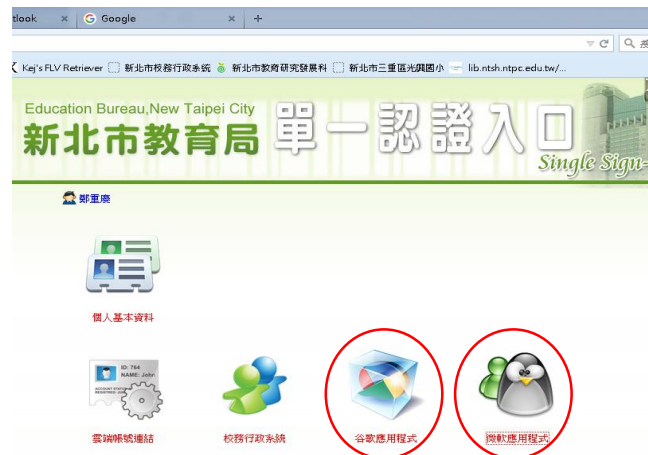 tlook × Google × +
Kej's FLV Retriever 新北市校務行政系統 新北市教育研究發展科 新北市三重區光興國小 lib.ntsh.ntpc.edu.tw/...
Education Bureau,New Taipei City
新北市教育局 單一認證入口
Single Sign-
鄭重慶
個人基本資料
ID: 764
NAME: John
雲端帳號連結 校務行政系統 谷歌應用程式 微軟應用程式